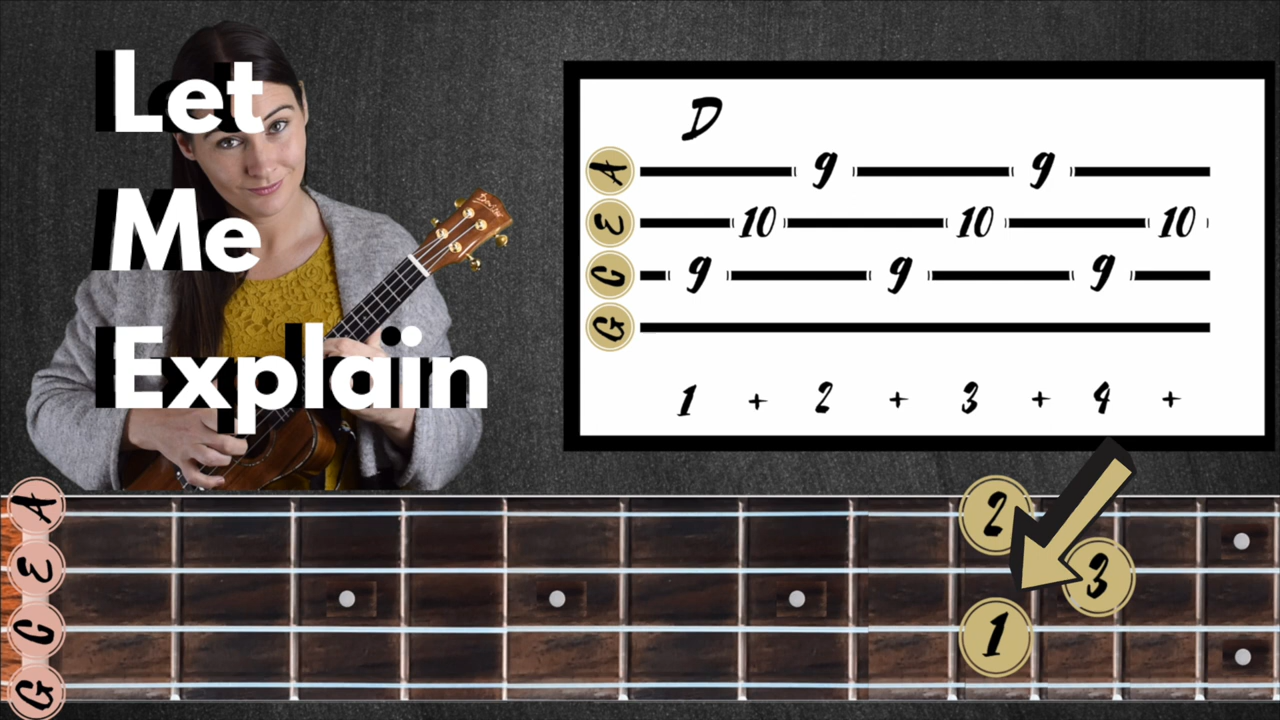 Let
Me
Explain
D
A 9 9
E 10 10 10
C 9 9 9
G
1 + 2 + 3 + 4 +
A
E
C
G
2
3
1